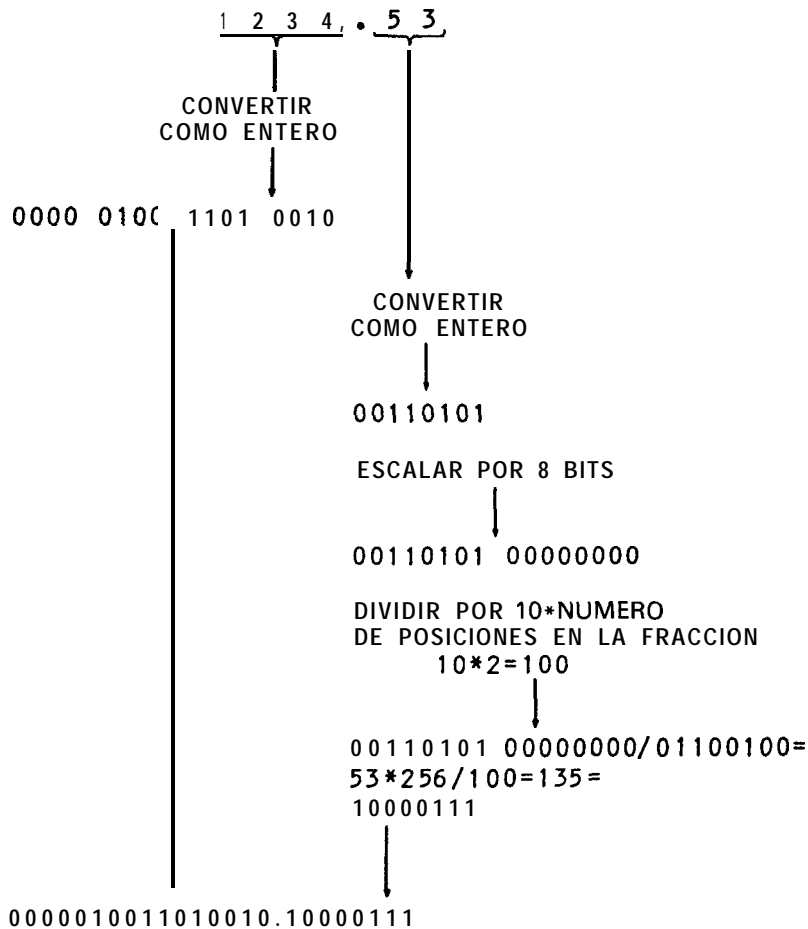 1 2 3 4, . 5 3
CONVERTIR
COMO ENTERO
0000 0100 1101 0010
CONVERTIR
COMO ENTERO
00110101
ESCALAR POR 8 BITS
00110101 00000000
DIVIDIR POR 10*NUMERO
DE POSICIONES EN LA FRACCION
10*2=100
00110101 00000000/01100100=
53*256/100=135=
10000111
0000010011010010.10000111